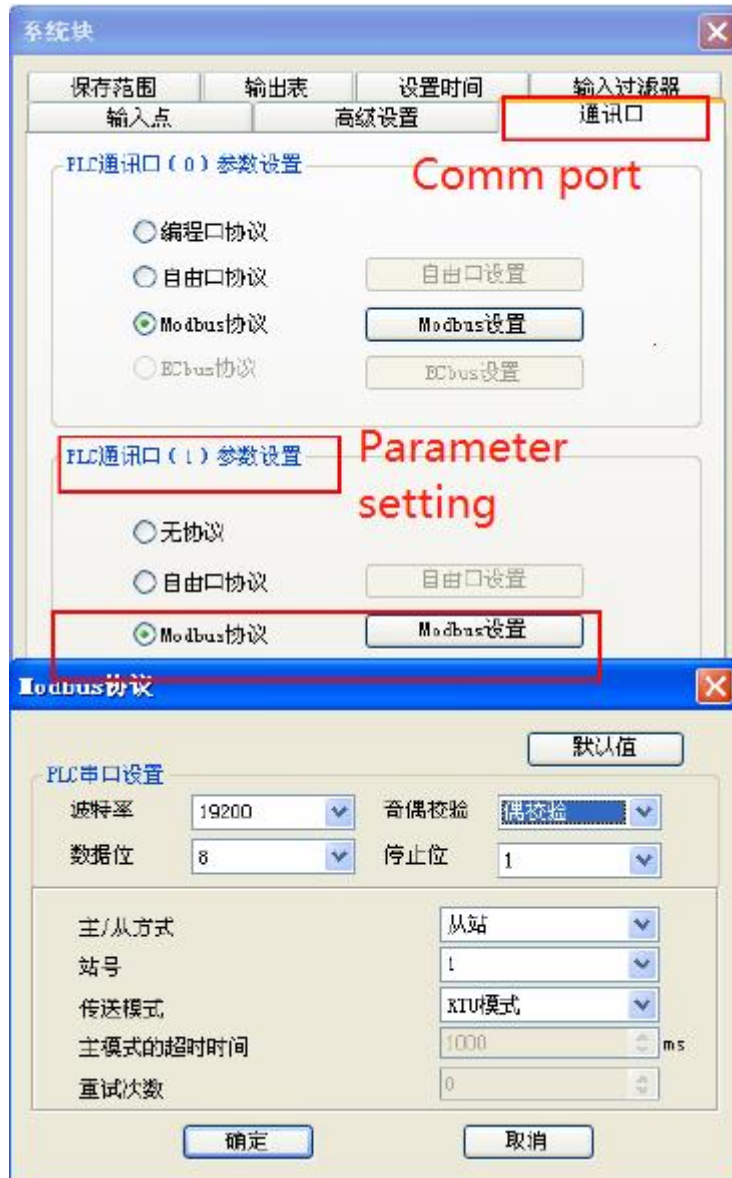 系统块
保存范围 输出表 设置时间 输入过滤器
输入点 高级设置 通讯口
PLC通讯口(0)参数设置 Comm port
编程口协议
自由口协议 自由口设置
Modbus协议 Modbus设置
ECbus协议 ECbus设置
PLC通讯口(1)参数设置 Parameter
setting
无协议
自由口协议 自由口设置
Modbus协议 Modbus设置
Modbus协议
默认值
PLC串口设置
波特率 19200 奇偶校验 偶校验
数据位 8 停止位 1
主/从方式 从站
站号 1
传送模式 RTU模式
主模式的超时时间 1000 ms
重试次数 0
确定 取消